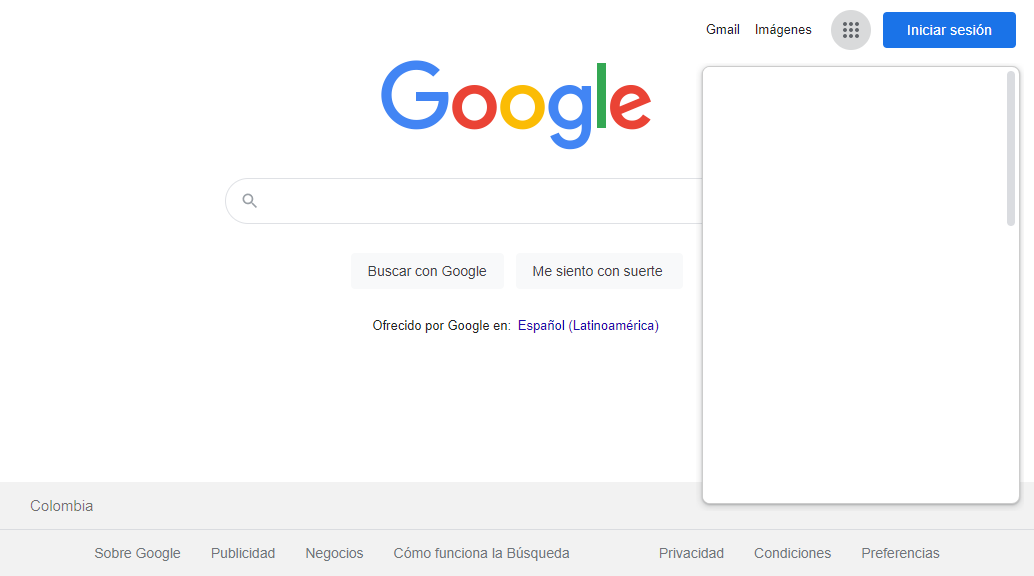 Gmail Imágenes Iniciar sesión
Google
Buscar con Google Me siento con suerte
Ofrecido por Google en: Español (Latinoamérica)
Colombia
Sobre Google Publicidad Negocios Cómo funciona la Búsqueda Privacidad Condiciones Preferencias